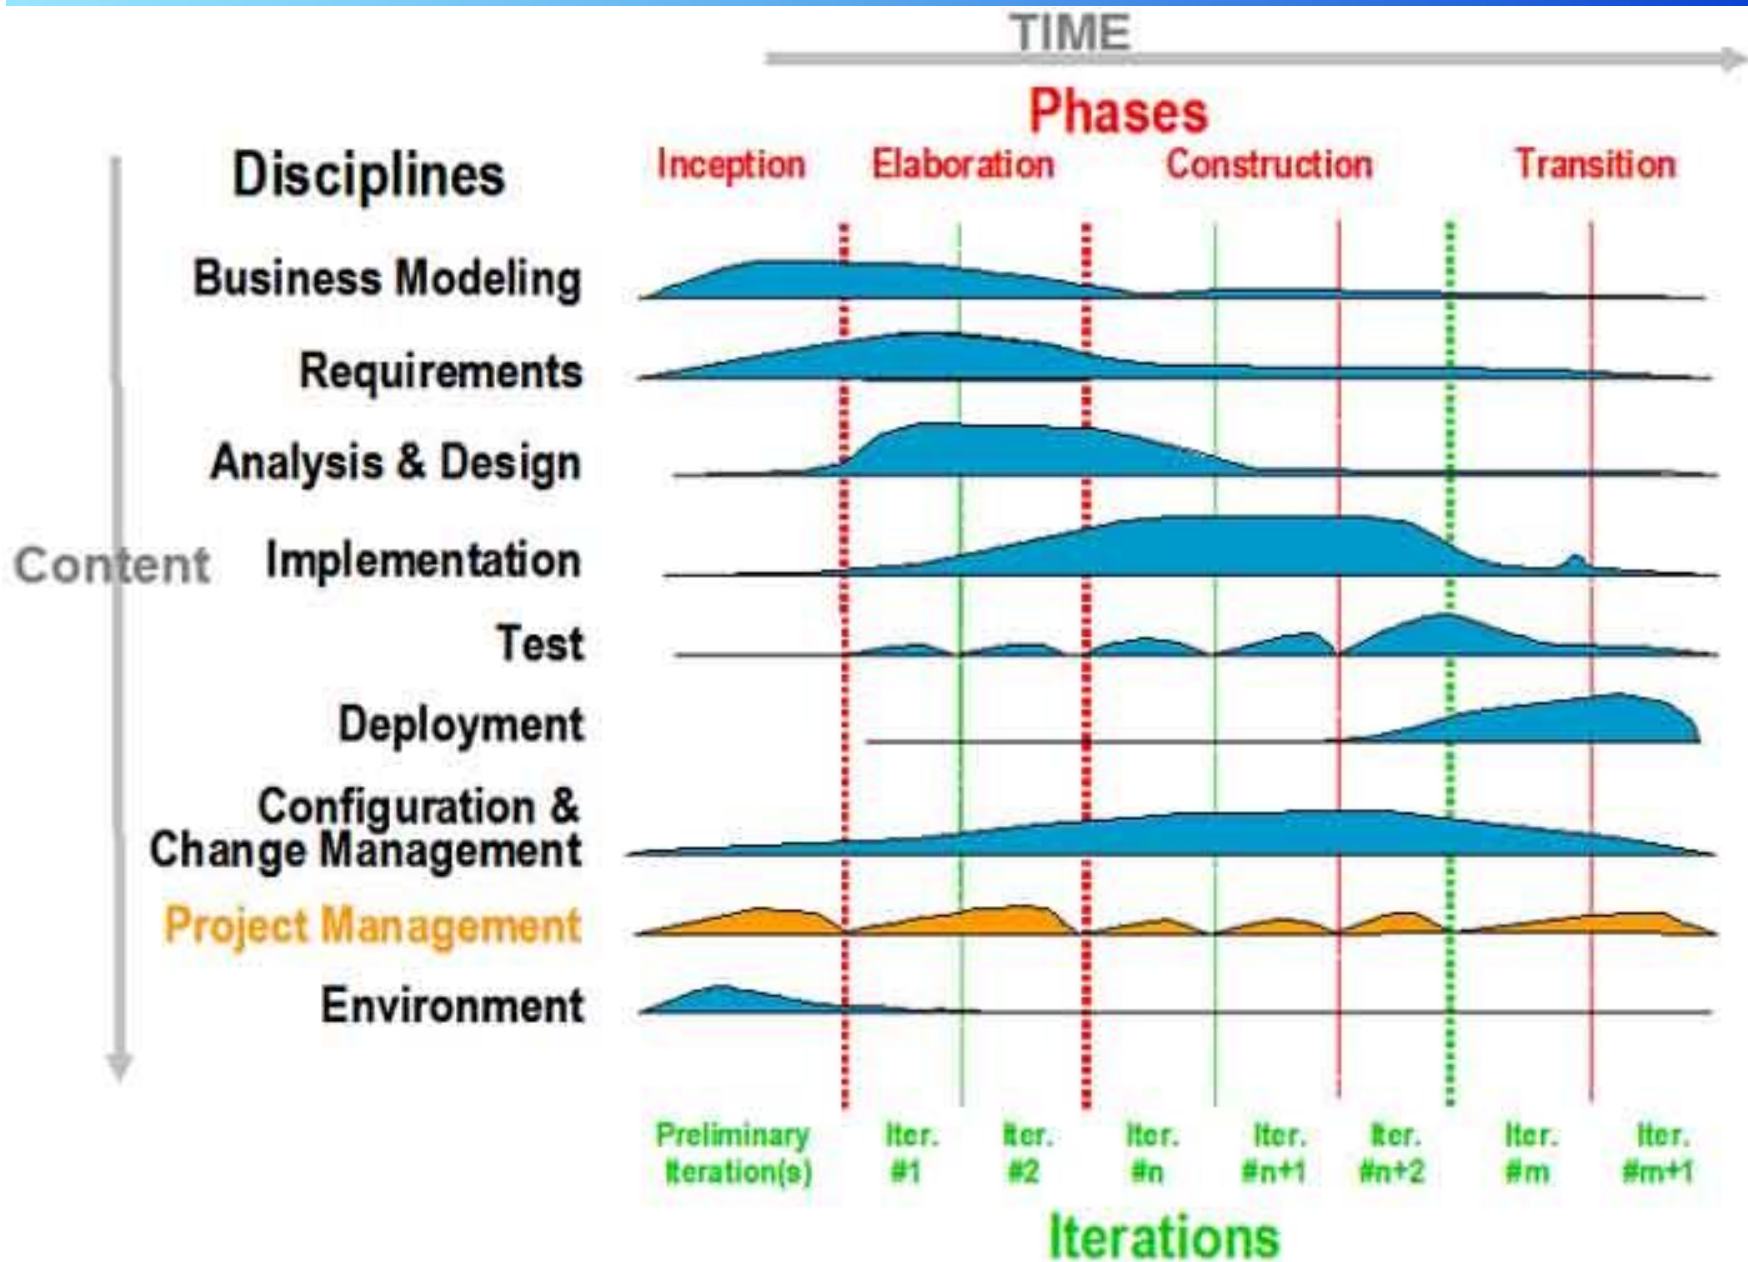 TIME
Phases
Disciplines
Inception Elaboration Construction Transition
Business Modeling
Requirements
Analysis & Design
Content
Implementation
Test
Deployment
Configuration &
Change Management
Project Management
Environment
Preliminary Iter. Iter. Iter. Iter. Iter. Iter. Iter.
Iteration(s) #1 #2 #n #n+1 #n+2 #m #m+1
Iterations